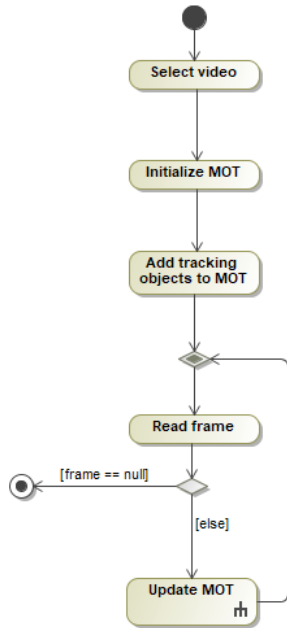 Select video
Initialize MOT
Add tracking
objects to MOT
Read frame
[frame == null]
[else]
Update MOT